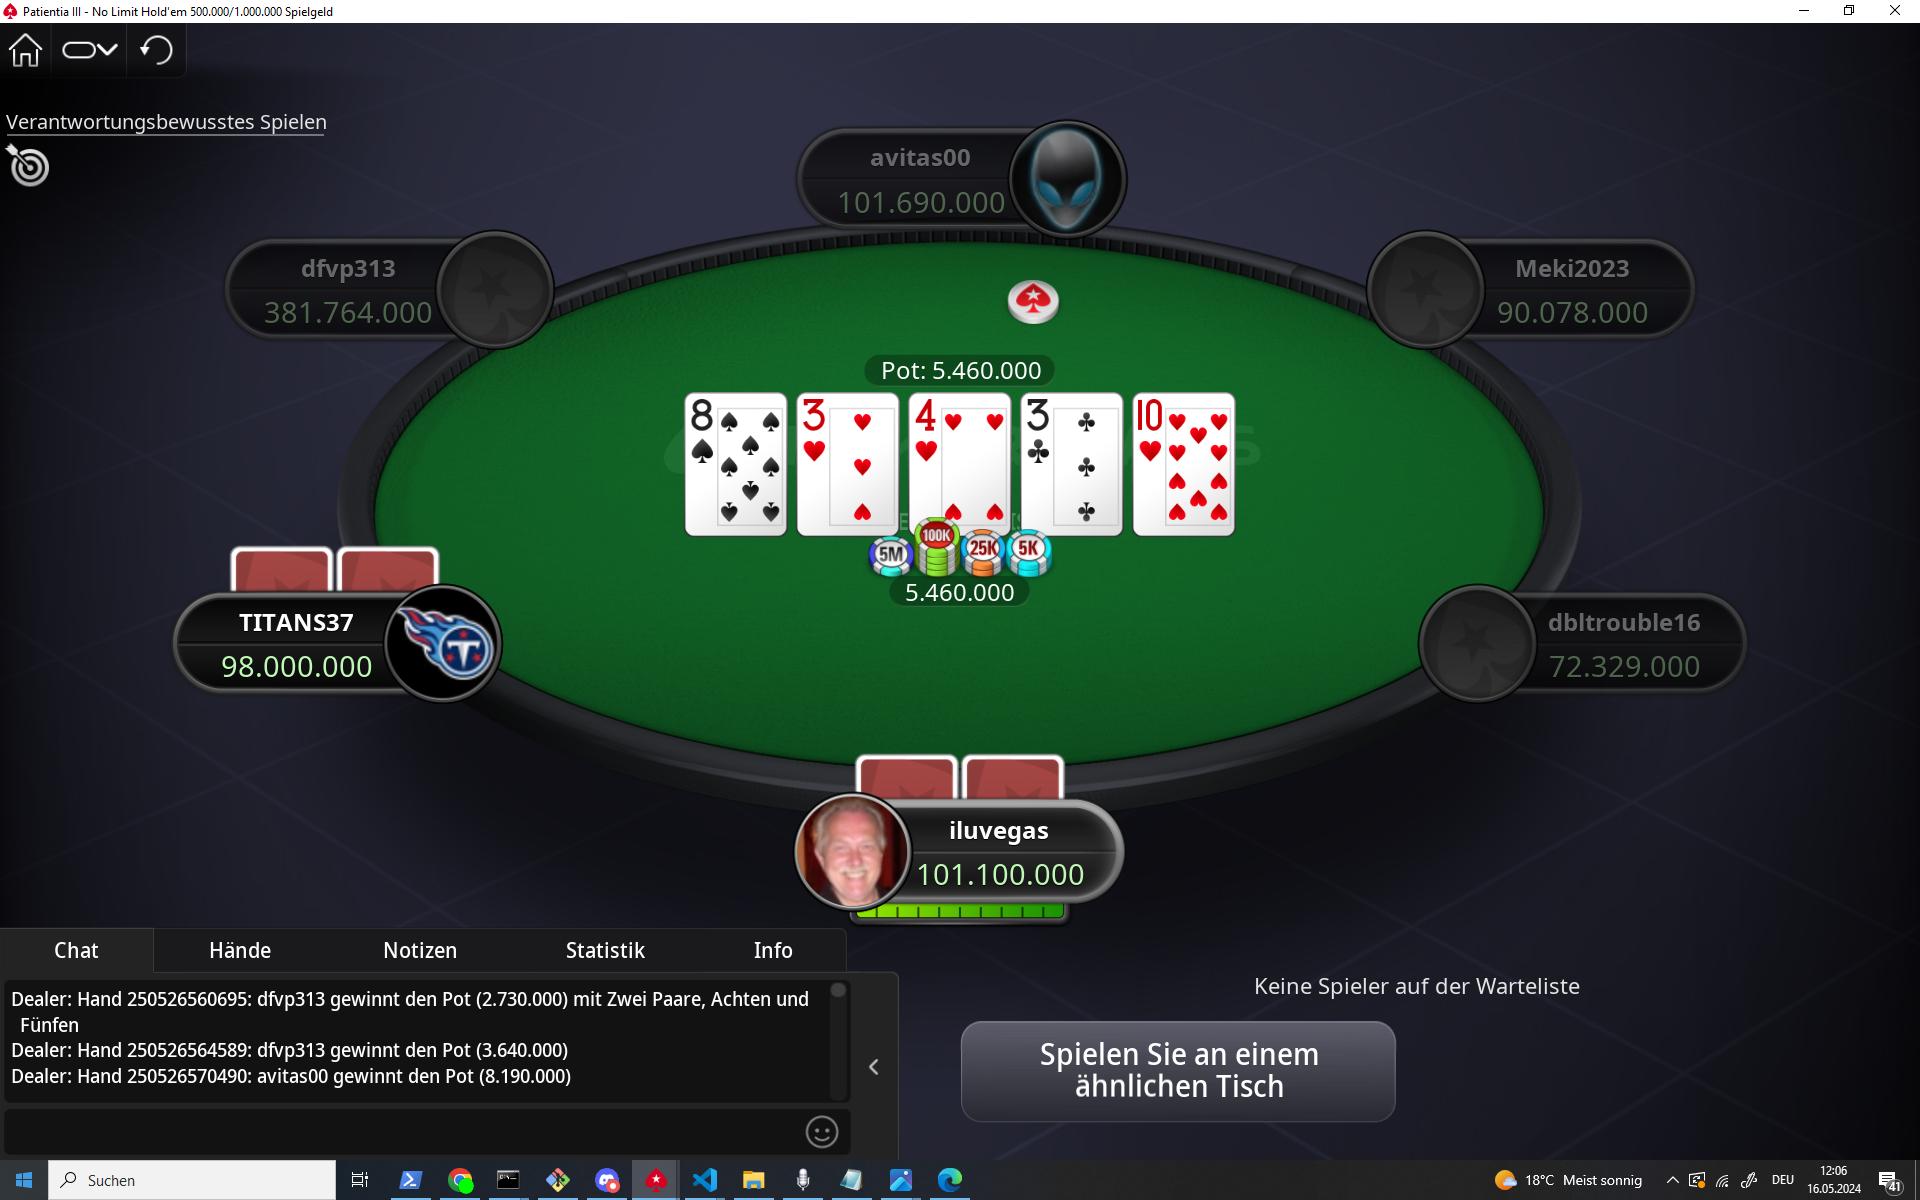 Patientia III - No Limit Hold'em 500.000/1.000.000 Spielgeld
Verantwortungsbewusstes Spielen
avitas00
101.690.000
dfvp313
381.764.000
Meki2023
90.078.000
Pot: 5.460.000
8
3
4
3
10
5M
100K
25K
5K
5.460.000
TITANS37
98.000.000
T
dbltrouble16
72.329.000
iluvegas
101.100.000
Chat Hände Notizen Statistik Info
Dealer: Hand 250526560695: dfvp313 gewinnt den Pot (2.730.000) mit Zwei Paare, Achten und
Fünfen
Dealer: Hand 250526564589: dfvp313 gewinnt den Pot (3.640.000)
Dealer: Hand 250526570490: avitas00 gewinnt den Pot (8.190.000)
Keine Spieler auf der Warteliste
Spielen Sie an einem
ähnlichen Tisch
Suchen
18°C Meist sonnig
DEU
12:06
16.05.2024
41